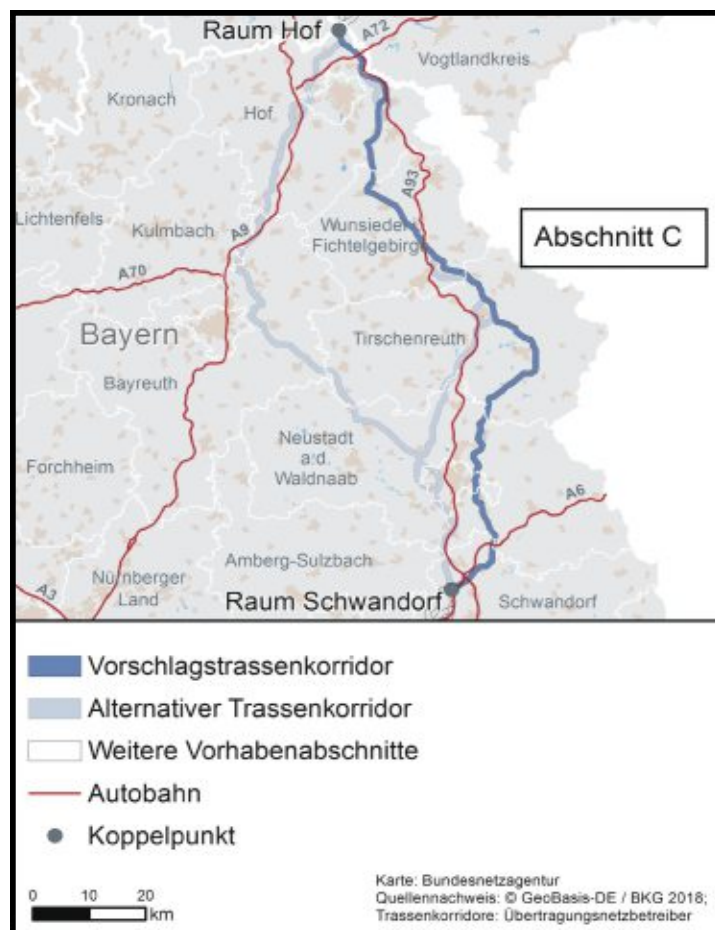 Raum Hof
A72
Vogtlandkreis
Kronach
Hof
A93
Lichtenfels
Kulmbach
A9
Wunsiedel i.
Fichtelgebirge
Abschnitt C
A70
Bayern
Tirschenreuth
Bayreuth
Neustadt
a.d.
Waldnaab
Forchheim
A6
Amberg-Sulzbach
Nürnberger
Land
A3
Raum Schwandorf
Schwandorf
Vorschlagstrassenkorridor
Alternativer Trassenkorridor
Weitere Vorhabenabschnitte
Autobahn
Koppelpunkt
0 10 20
km
Karte: Bundesnetzagentur
Quellennachweis: © GeoBasis-DE / BKG 2018;
Trassenkorridore: Übertragungsnetzbetreiber